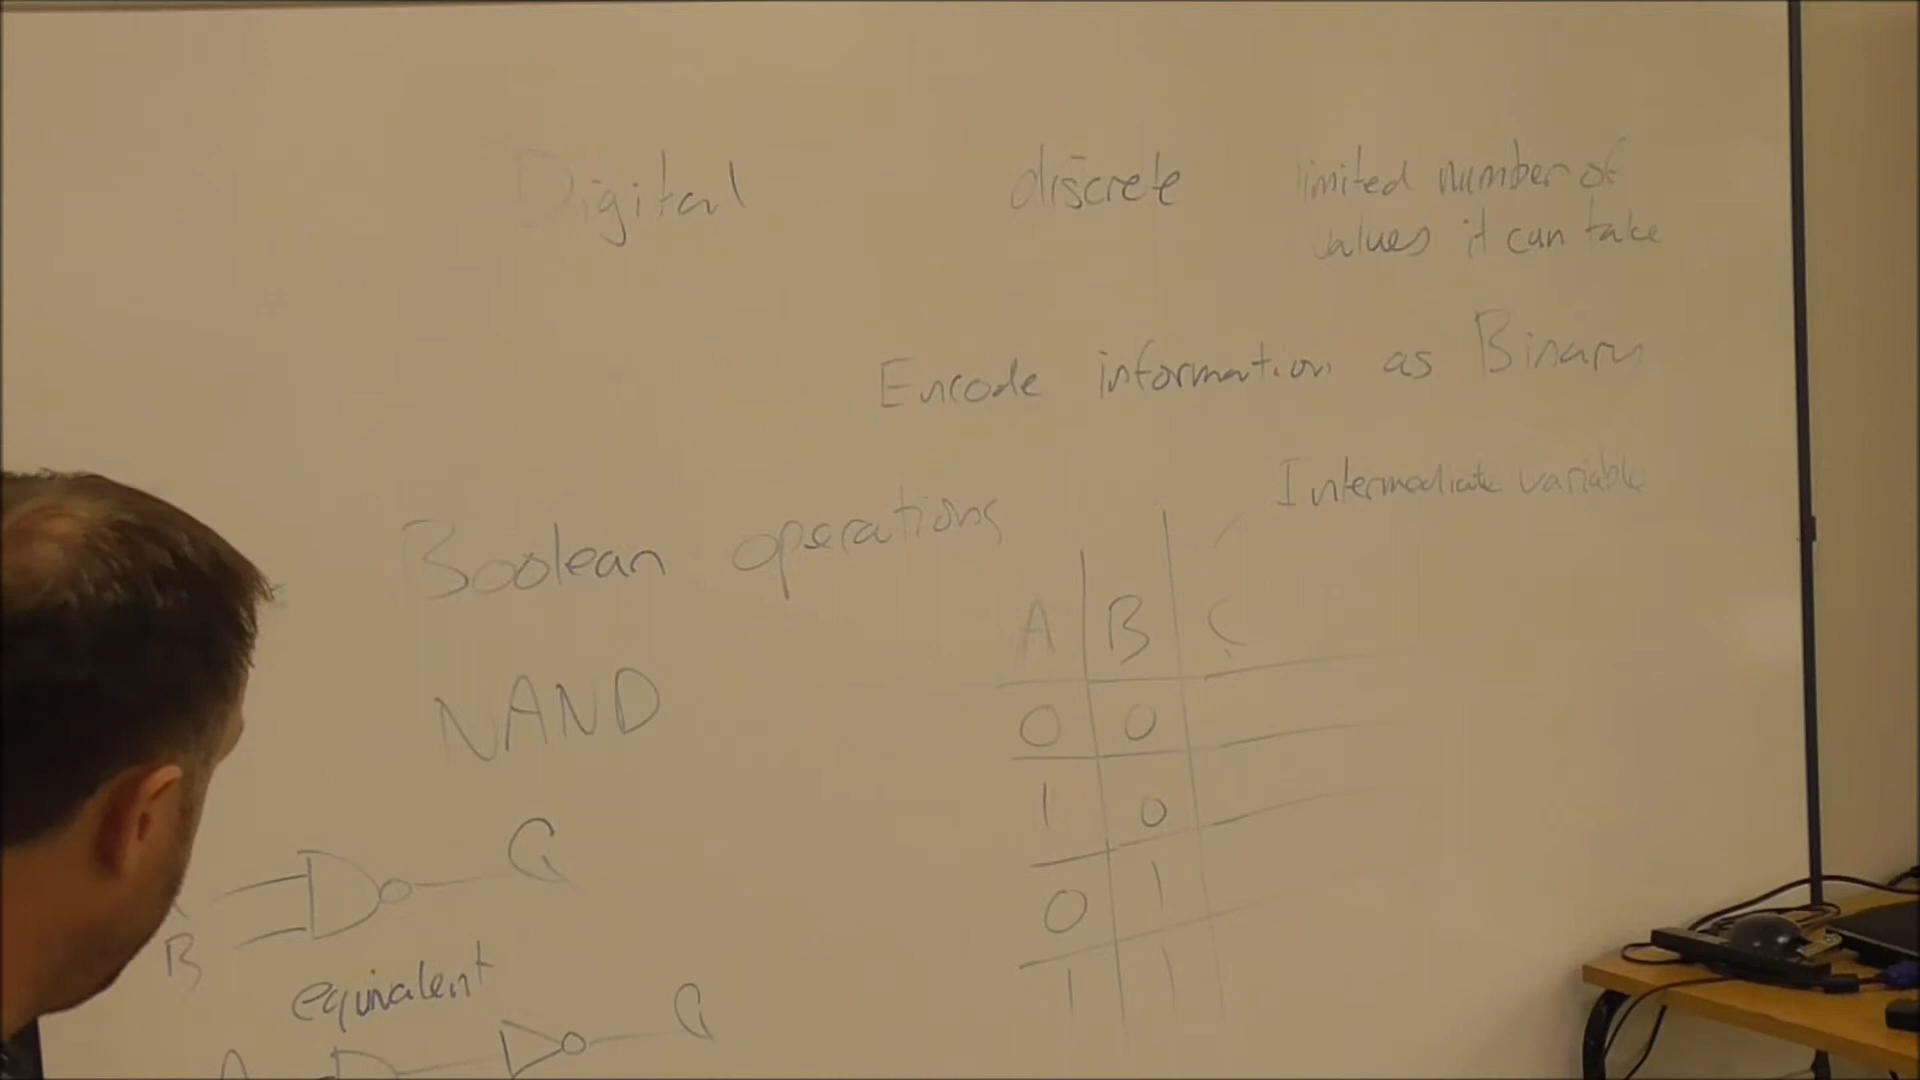 Digital discrete limited number of
values it can take
Encode information as Binary
Intermediate variable
Boolean operations
A B C
NAND
0 0
1 0
Q
0 1
B
equivalent
1 1
Q
A